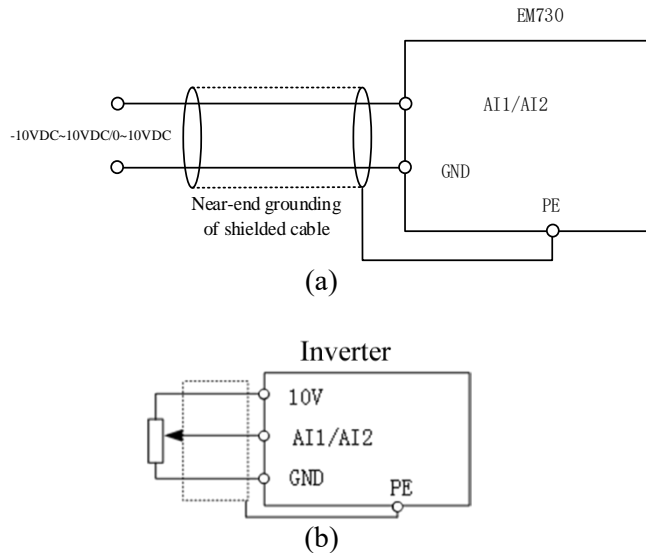 EM730
AI1/AI2
-10VDC~10VDC/0~10VDC
GND
Near-end grounding
of shielded cable
PE
(a)
Inverter
10V
AI1/AI2
GND
PE
(b)